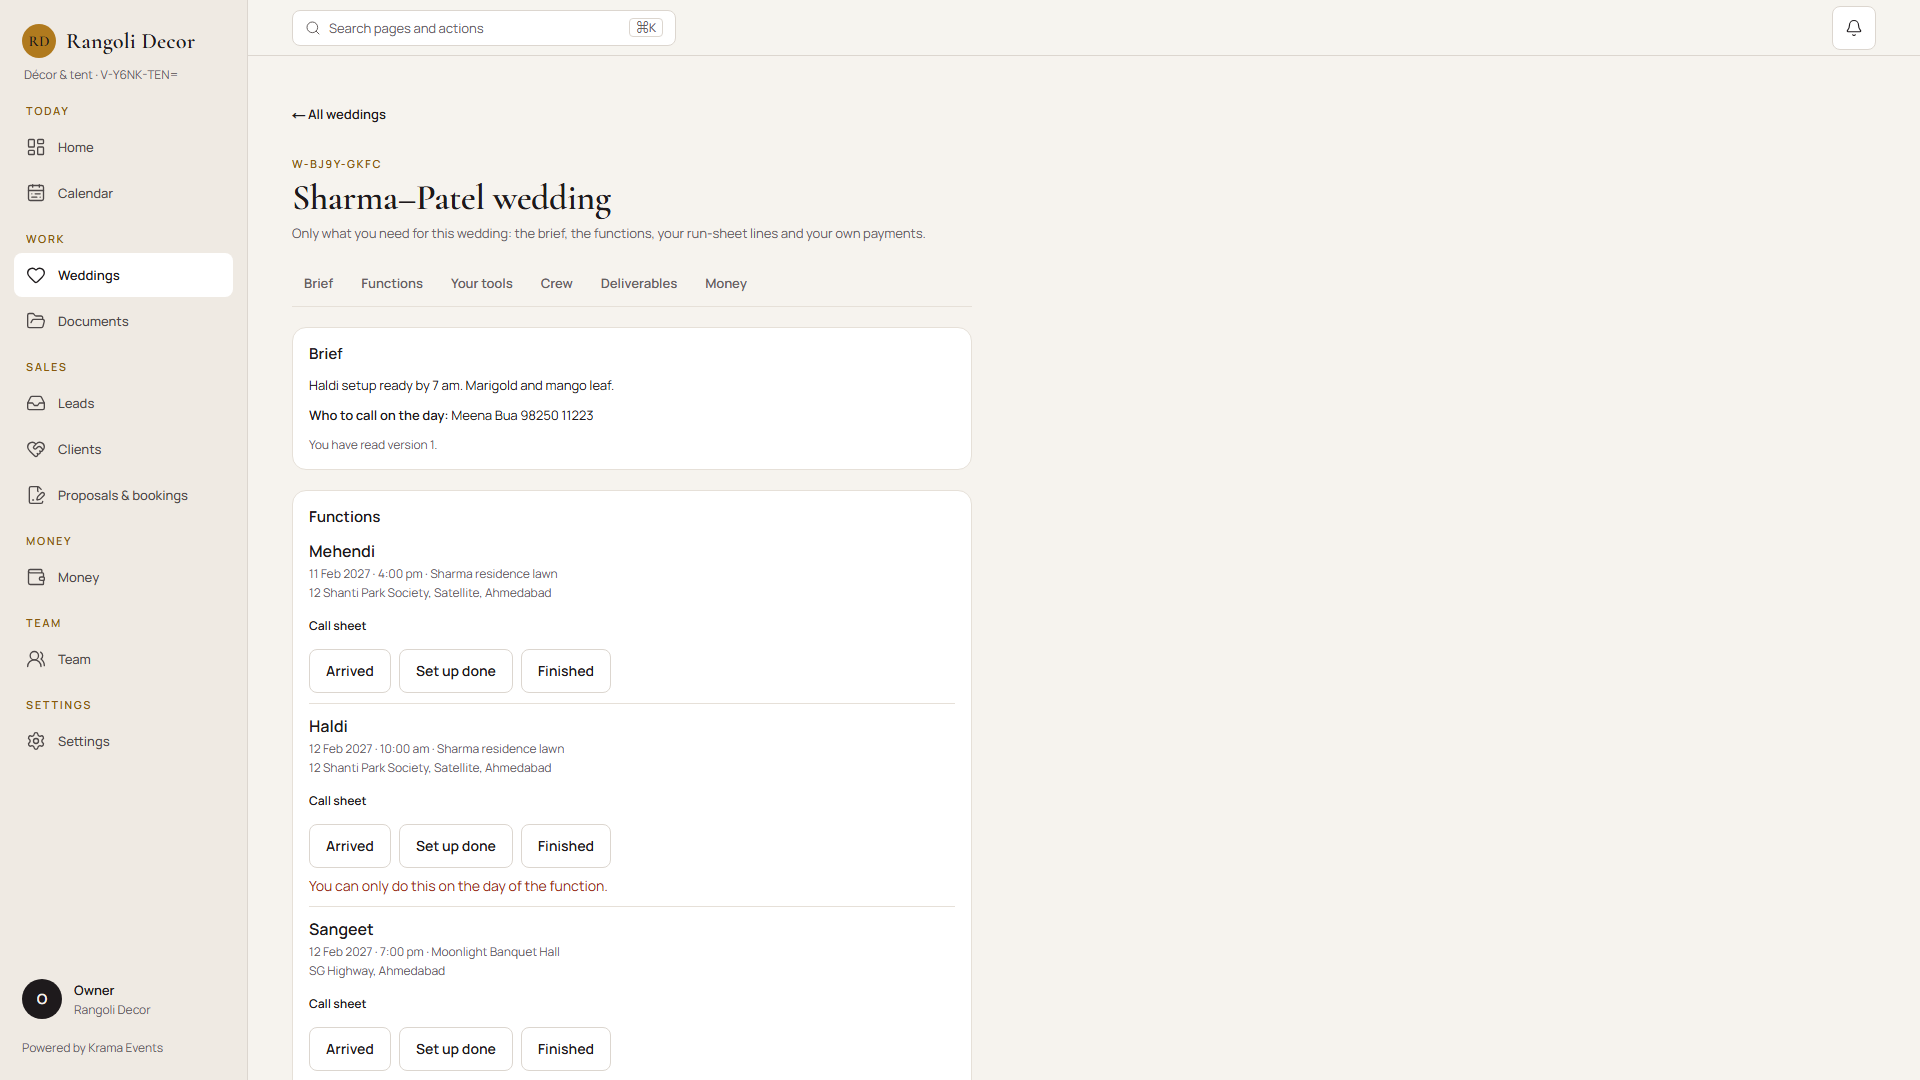 RD Rangoli Decor
Décor & tent · V-Y6NK-TEN=
TODAY
Home
Calendar
WORK
Weddings
Documents
SALES
Leads
Clients
Proposals & bookings
MONEY
Money
TEAM
Team
SETTINGS
Settings
O
Owner
Rangoli Decor
Powered by Krama Events
Search pages and actions ⌘K
← All weddings
W-BJ9Y-GKFC
Sharma–Patel wedding
Only what you need for this wedding: the brief, the functions, your run-sheet lines and your own payments.
Brief Functions Your tools Crew Deliverables Money
Brief
Haldi setup ready by 7 am. Marigold and mango leaf.
Who to call on the day: Meena Bua 98250 11223
You have read version 1.
Functions
Mehendi
11 Feb 2027 · 4:00 pm · Sharma residence lawn
12 Shanti Park Society, Satellite, Ahmedabad
Call sheet
Arrived Set up done Finished
Haldi
12 Feb 2027 · 10:00 am · Sharma residence lawn
12 Shanti Park Society, Satellite, Ahmedabad
Call sheet
Arrived Set up done Finished
You can only do this on the day of the function.
Sangeet
12 Feb 2027 · 7:00 pm · Moonlight Banquet Hall
SG Highway, Ahmedabad
Call sheet
Arrived Set up done Finished